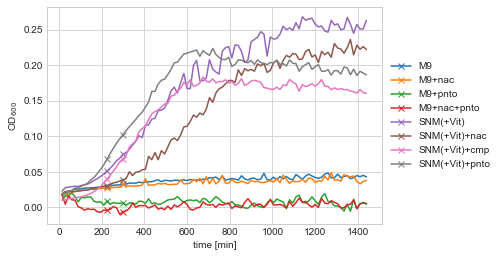 0.25
0.20
0.15
0.10
0.05
0.00
OD₆₀₀
0 200 400 600 800 1000 1200 1400
time [min]
M9
M9+nac
M9+pnto
M9+nac+pnto
SNM(+Vit)
SNM(+Vit)+nac
SNM(+Vit)+cmp
SNM(+Vit)+pnto